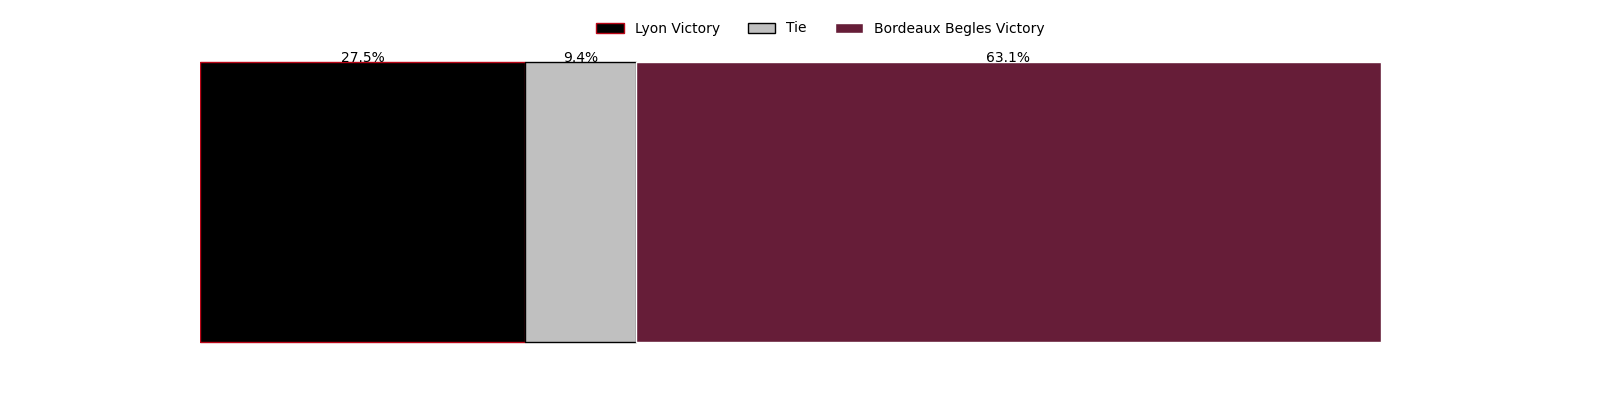 Lyon Victory Tie Bordeaux Begles Victory
27.5% 9.4% 63.1%